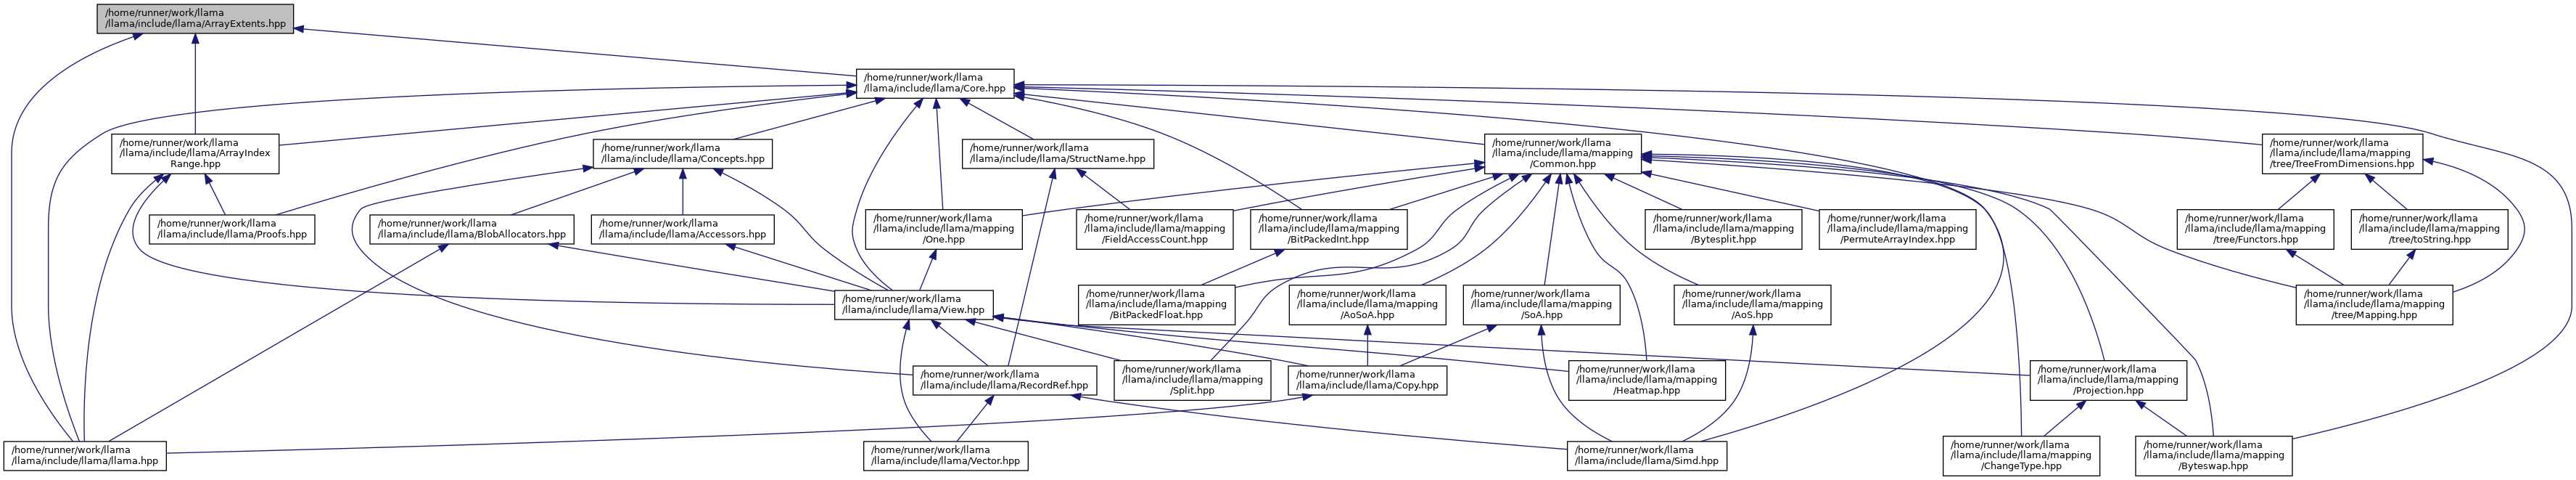 /home/runner/work/llama
/llama/include/llama/ArrayExtents.hpp
/home/runner/work/llama
/llama/include/llama/Core.hpp
/home/runner/work/llama
/llama/include/llama/ArrayIndex
Range.hpp
/home/runner/work/llama
/llama/include/llama/Concepts.hpp
/home/runner/work/llama
/llama/include/llama/StructName.hpp
/home/runner/work/llama
/llama/include/llama/mapping
/Common.hpp
/home/runner/work/llama
/llama/include/llama/mapping
/tree/TreeFromDimensions.hpp
/home/runner/work/llama
/llama/include/llama/Proofs.hpp
/home/runner/work/llama
/llama/include/llama/BlobAllocators.hpp
/home/runner/work/llama
/llama/include/llama/Accessors.hpp
/home/runner/work/llama
/llama/include/llama/mapping
/One.hpp
/home/runner/work/llama
/llama/include/llama/mapping
/FieldAccessCount.hpp
/home/runner/work/llama
/llama/include/llama/mapping
/BitPackedInt.hpp
/home/runner/work/llama
/llama/include/llama/mapping
/Bytesplit.hpp
/home/runner/work/llama
/llama/include/llama/mapping
/PermuteArrayIndex.hpp
/home/runner/work/llama
/llama/include/llama/mapping
/tree/Functors.hpp
/home/runner/work/llama
/llama/include/llama/mapping
/tree/toString.hpp
/home/runner/work/llama
/llama/include/llama/View.hpp
/home/runner/work/llama
/llama/include/llama/mapping
/BitPackedFloat.hpp
/home/runner/work/llama
/llama/include/llama/mapping
/AoSoA.hpp
/home/runner/work/llama
/llama/include/llama/mapping
/SoA.hpp
/home/runner/work/llama
/llama/include/llama/mapping
/AoS.hpp
/home/runner/work/llama
/llama/include/llama/mapping
/tree/Mapping.hpp
/home/runner/work/llama
/llama/include/llama/RecordRef.hpp
/home/runner/work/llama
/llama/include/llama/mapping
/Split.hpp
/home/runner/work/llama
/llama/include/llama/Copy.hpp
/home/runner/work/llama
/llama/include/llama/mapping
/Heatmap.hpp
/home/runner/work/llama
/llama/include/llama/mapping
/Projection.hpp
/home/runner/work/llama
/llama/include/llama/llama.hpp
/home/runner/work/llama
/llama/include/llama/Vector.hpp
/home/runner/work/llama
/llama/include/llama/Simd.hpp
/home/runner/work/llama
/llama/include/llama/mapping
/ChangeType.hpp
/home/runner/work/llama
/llama/include/llama/mapping
/Byteswap.hpp